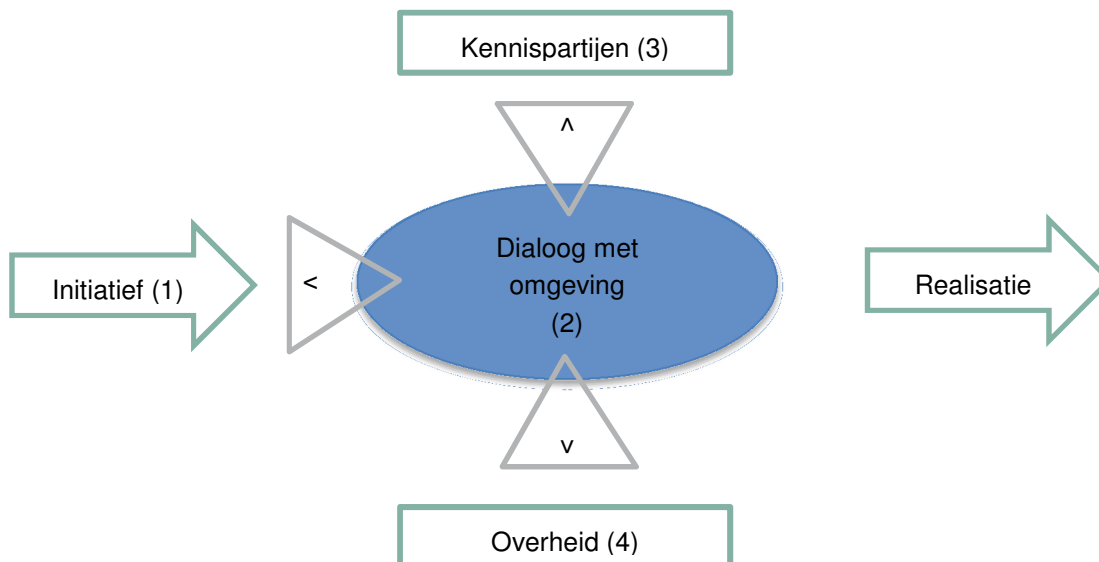 Kennispartijen (3)
^
Initiatief (1)
<
Dialoog met
omgeving
(2)
Realisatie
v
Overheid (4)